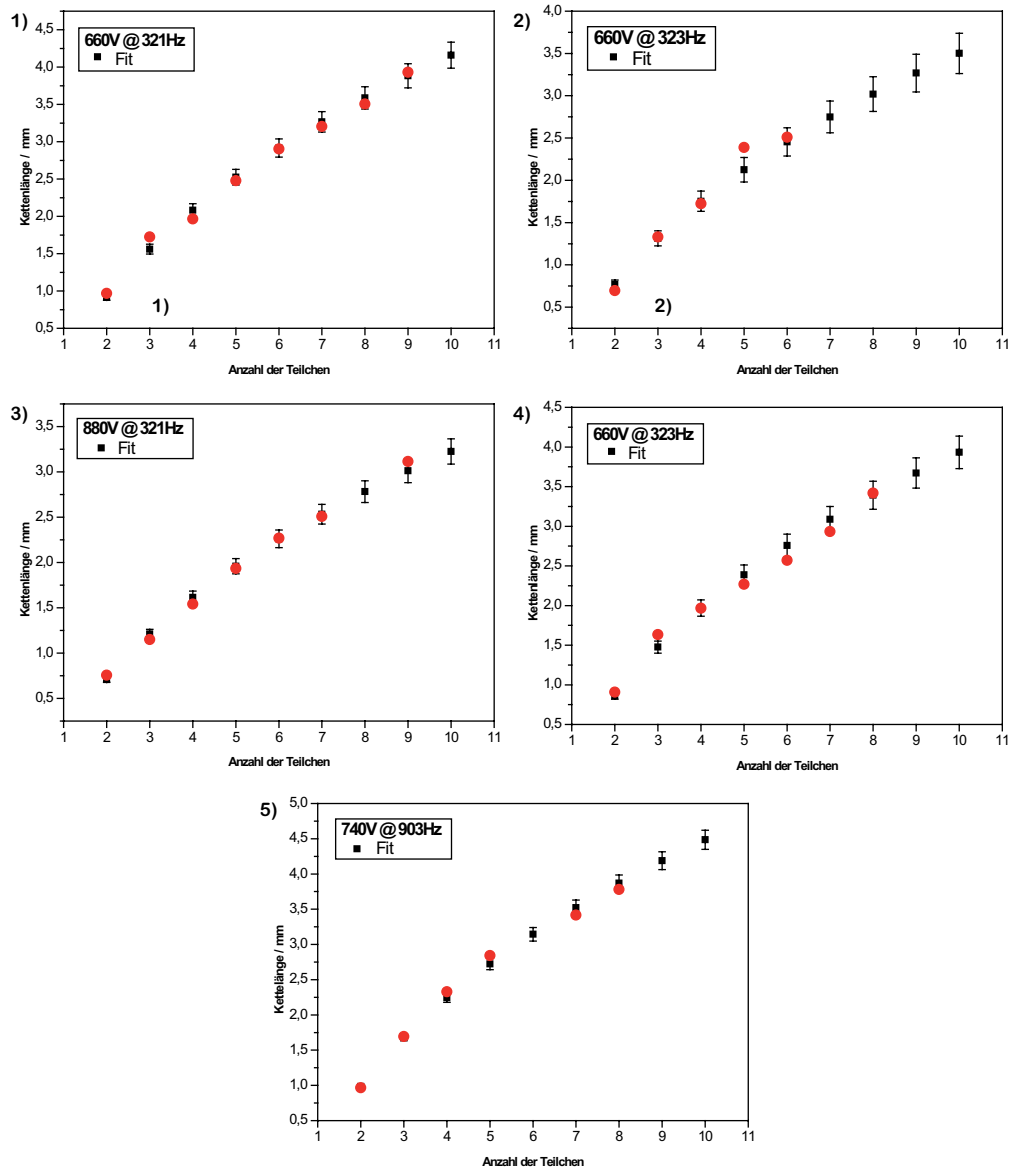 1)
660V @ 321Hz
Fit
4,5
4,0
3,5
3,0
2,5
2,0
1,5
1,0
0,5
Kettenlänge / mm
1)
1 2 3 4 5 6 7 8 9 10 11
Anzahl der Teilchen
2)
660V @ 323Hz
Fit
4,0
3,5
3,0
2,5
2,0
1,5
1,0
0,5
Kettenlänge / mm
2)
1 2 3 4 5 6 7 8 9 10 11
Anzahl der Teilchen
3)
880V @ 321Hz
Fit
3,5
3,0
2,5
2,0
1,5
1,0
0,5
Kettenlänge / mm
1 2 3 4 5 6 7 8 9 10 11
Anzahl der Teilchen
4)
660V @ 323Hz
Fit
4,5
4,0
3,5
3,0
2,5
2,0
1,5
1,0
0,5
Kettenlänge / mm
1 2 3 4 5 6 7 8 9 10 11
Anzahl der Teilchen
5)
740V @ 903Hz
Fit
5,0
4,5
4,0
3,5
3,0
2,5
2,0
1,5
1,0
0,5
Kettelänge / mm
1 2 3 4 5 6 7 8 9 10 11
Anzahl der Teilchen